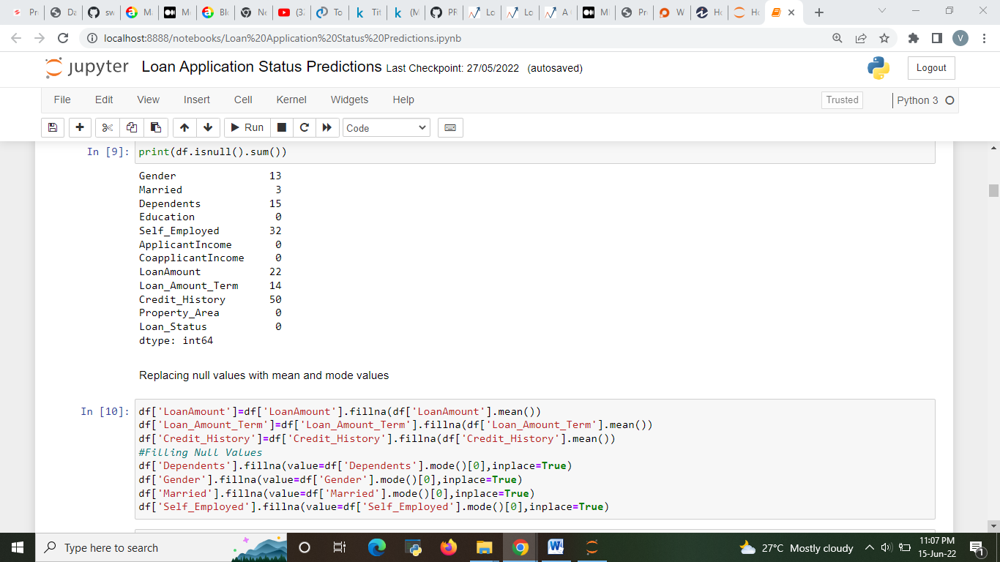 Pr
Da
sw
Ma
Me
Bl
Ne
(3
To
Tit
(M
PR
Lo
Lo
A
MI
Pr
W
Ho
Ho
localhost:8888/notebooks/Loan%20Application%20Status%20Predictions.ipynb
V
jupyter Loan Application Status Predictions Last Checkpoint: 27/05/2022 (autosaved)
Logout
File Edit View Insert Cell Kernel Widgets Help
Trusted
Python 3
Run
Code
In [9]: print(df.isnull().sum())
Gender 13
Married 3
Dependents 15
Education 0
Self_Employed 32
ApplicantIncome 0
CoapplicantIncome 0
LoanAmount 22
Loan_Amount_Term 14
Credit_History 50
Property_Area 0
Loan_Status 0
dtype: int64
Replacing null values with mean and mode values
In [10]: df['LoanAmount']=df['LoanAmount'].fillna(df['LoanAmount'].mean())
df['Loan_Amount_Term']=df['Loan_Amount_Term'].fillna(df['Loan_Amount_Term'].mean())
df['Credit_History']=df['Credit_History'].fillna(df['Credit_History'].mean())
#Filling Null Values
df['Dependents'].fillna(value=df['Dependents'].mode()[0],inplace=True)
df['Gender'].fillna(value=df['Gender'].mode()[0],inplace=True)
df['Married'].fillna(value=df['Married'].mode()[0],inplace=True)
df['Self_Employed'].fillna(value=df['Self_Employed'].mode()[0],inplace=True)
Type here to search
27°C Mostly cloudy
11:07 PM
15-Jun-22
1